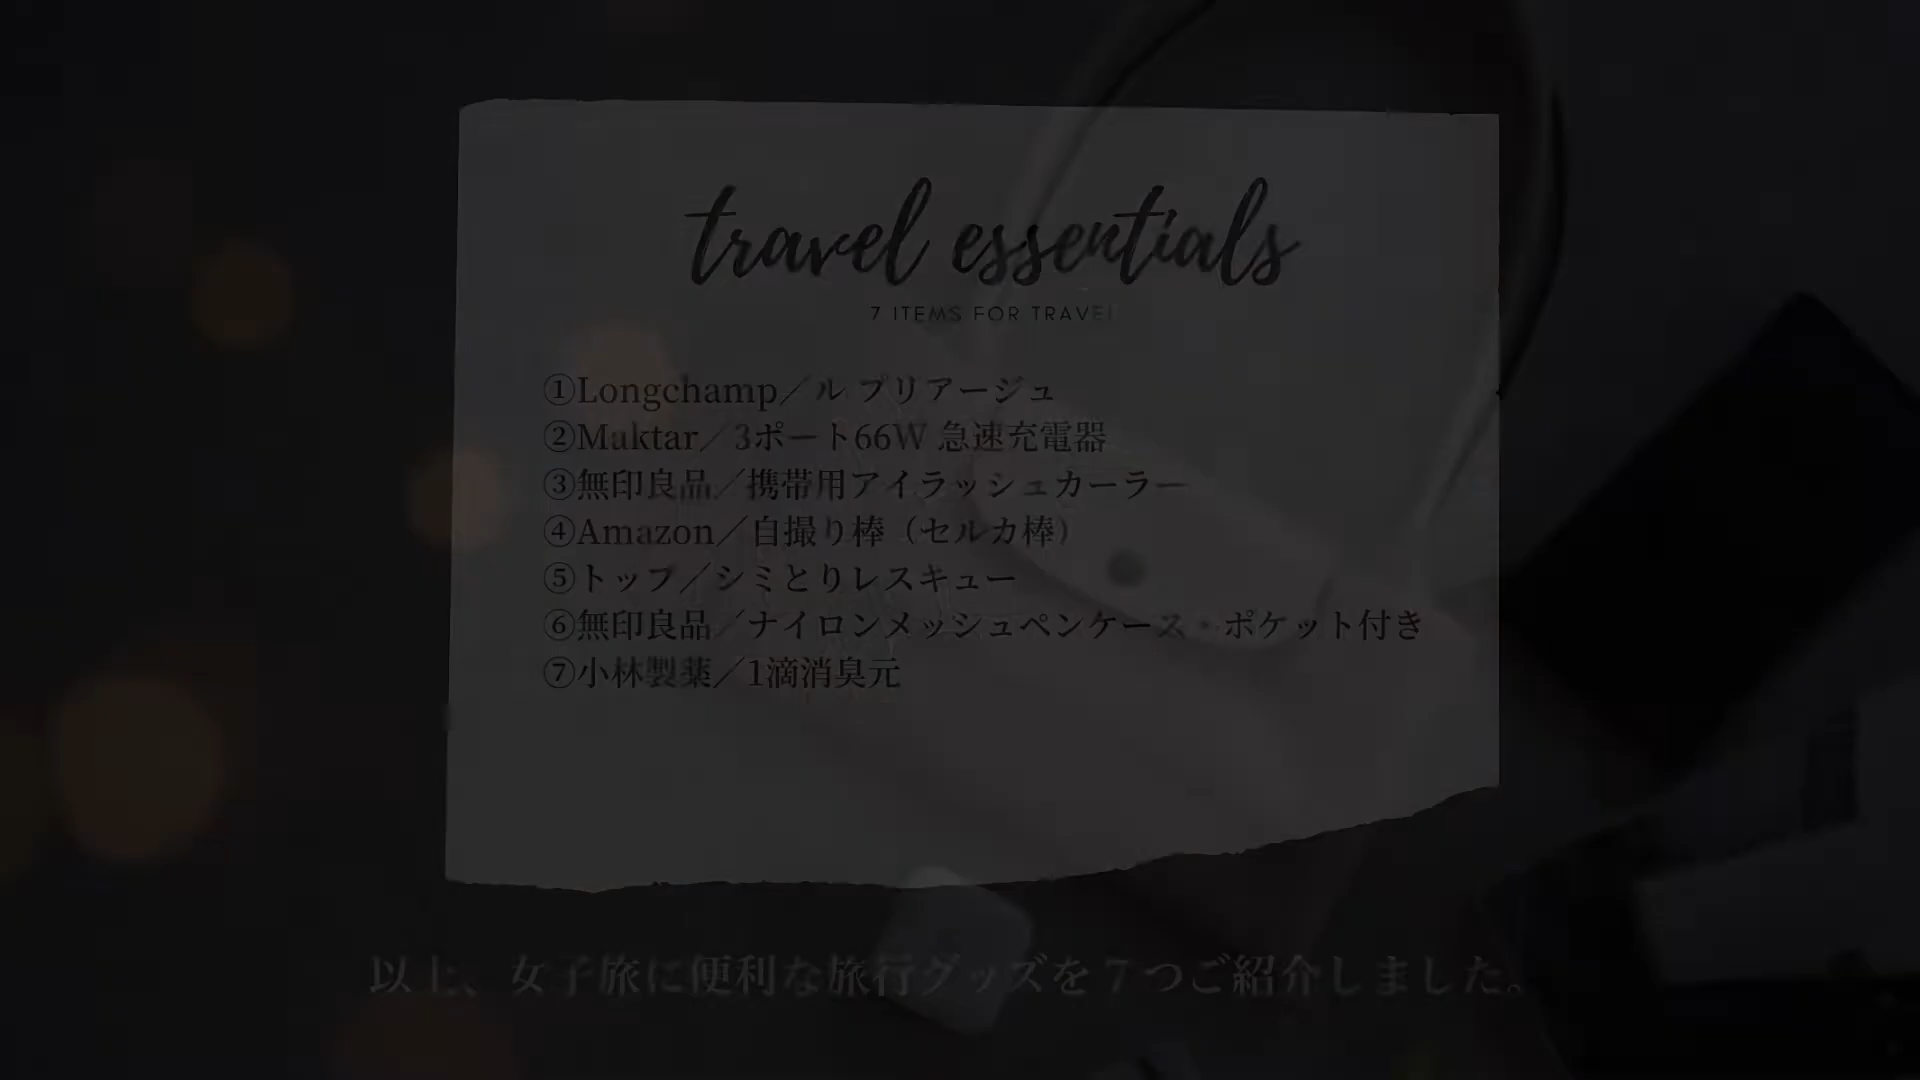 travel essentials
7 ITEMS FOR TRAVEL
①Longchamp／ル プリアージュ
②Maktar／3ポート66W 急速充電器
③無印良品／携帯用アイラッシュカーラー
④Amazon／自撮り棒（セルカ棒）
⑤トップ／シミとりレスキュー
⑥無印良品／ナイロンメッシュペンケース・ポケット付き
⑦小林製薬／1滴消臭元
以上、女子旅に便利な旅行グッズを７つご紹介しました。